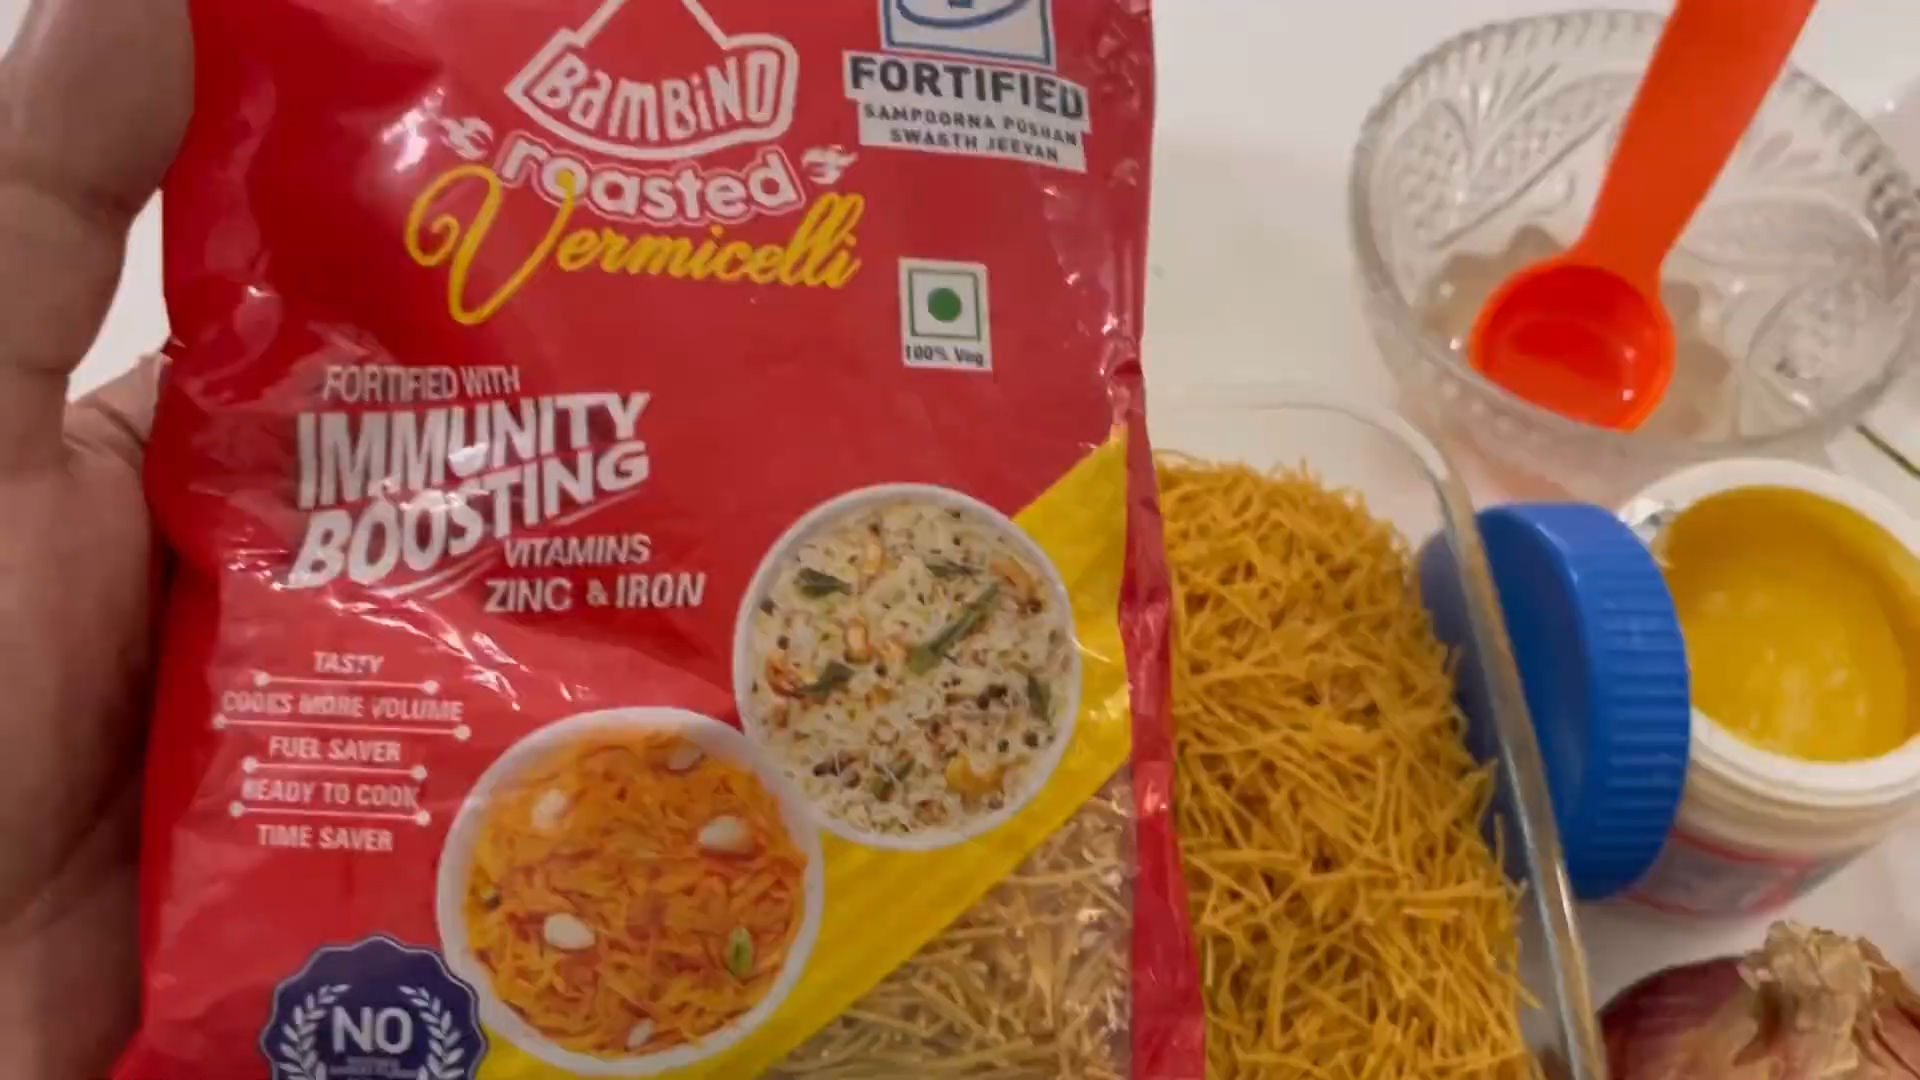 BAMBINO
roasted
Vermicelli
FORTIFIED
SAMPOORNA POSHAN
SWASTH JEEVAN
100% Veg
FORTIFIED WITH
IMMUNITY
BOOSTING
VITAMINS
ZINC & IRON
TASTY
COOKS MORE VOLUME
FUEL SAVER
READY TO COOK
TIME SAVER
NO